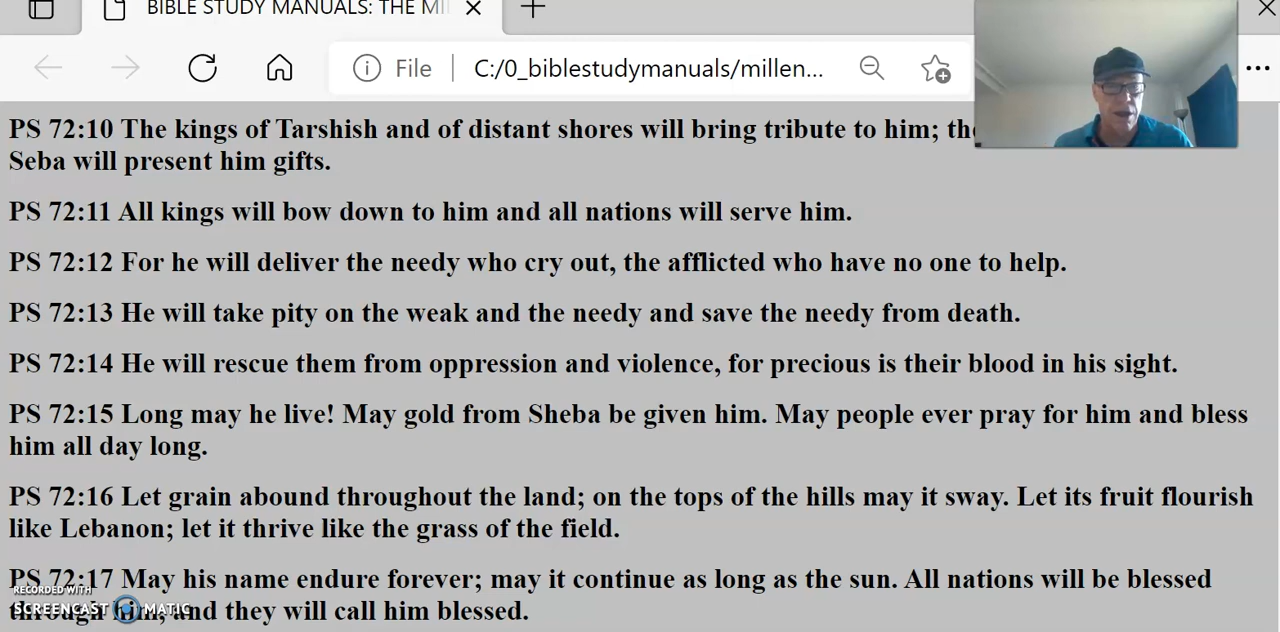 BIBLE STUDY MANUALS: THE MI
File C:/0_biblestudymanuals/millen...
PS 72:10 The kings of Tarshish and of distant shores will bring tribute to him;
Seba will present him gifts.
PS 72:11 All kings will bow down to him and all nations will serve him.
PS 72:12 For he will deliver the needy who cry out, the afflicted who have no one to help.
PS 72:13 He will take pity on the weak and the needy and save the needy from death.
PS 72:14 He will rescue them from oppression and violence, for precious is their blood in his sight.
PS 72:15 Long may he live! May gold from Sheba be given him. May people ever pray for him and bless
him all day long.
PS 72:16 Let grain abound throughout the land; on the tops of the hills may it sway. Let its fruit flourish
like Lebanon; let it thrive like the grass of the field.
PS 72:17 May his name endure forever; may it continue as long as the sun. All nations will be blessed
RECORDED WITH
SCREENCAST MATIC
through him, and they will call him blessed.